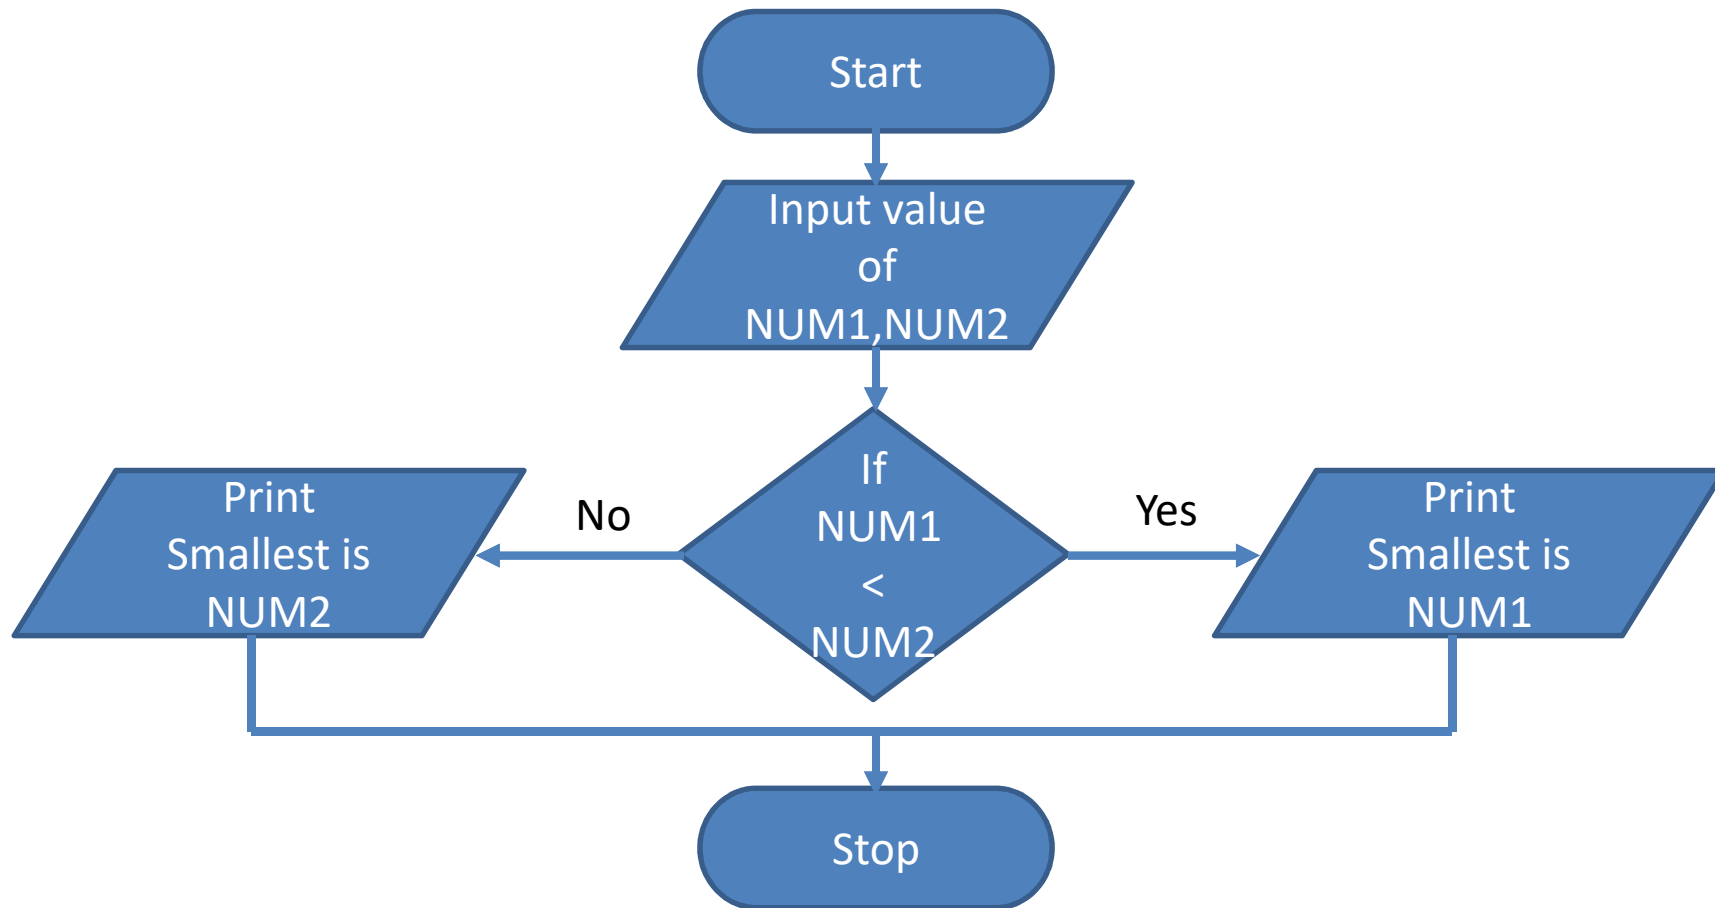 Start
Input value
of
NUM1,NUM2
If
NUM1
<
NUM2
No
Yes
Print
Smallest is
NUM2
Print
Smallest is
NUM1
Stop